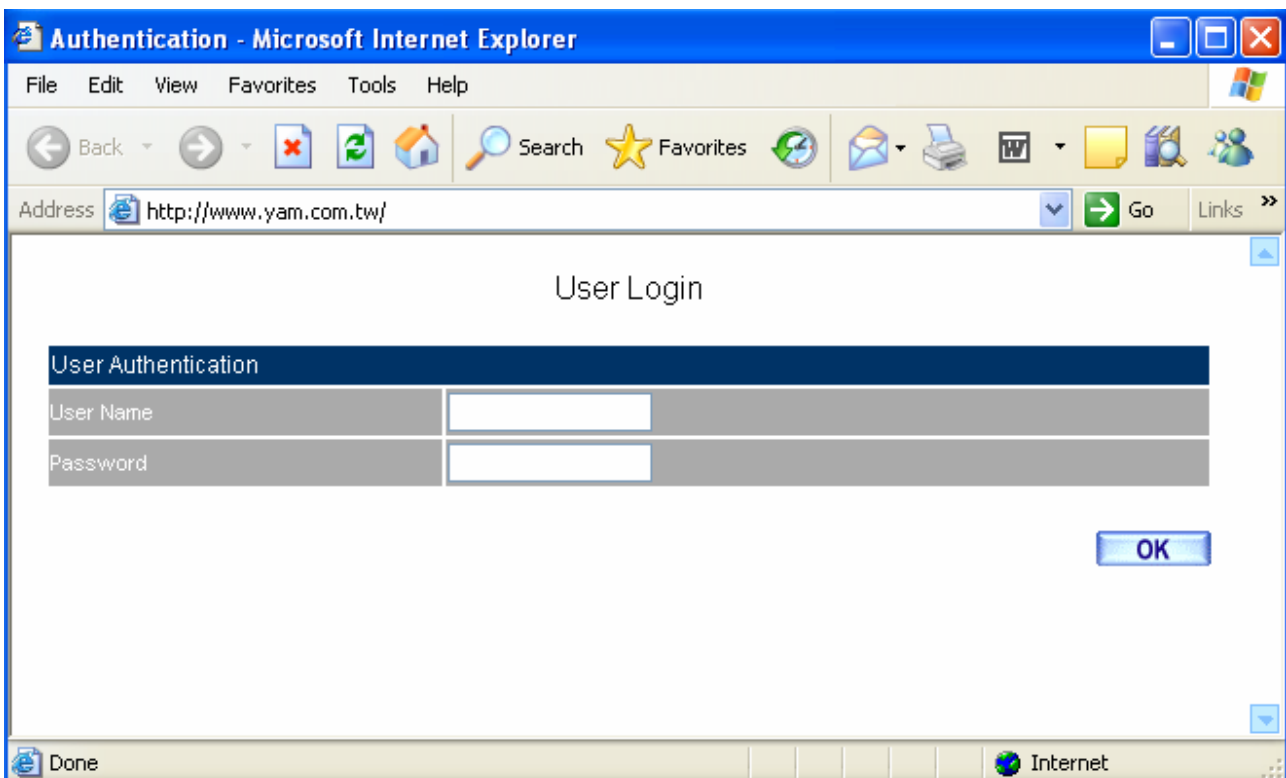 Authentication - Microsoft Internet Explorer
File Edit View Favorites Tools Help
Back Search Favorites W
Address http://www.yam.com.tw/ Go Links »
User Login
User Authentication
User Name
Password
OK
Done Internet